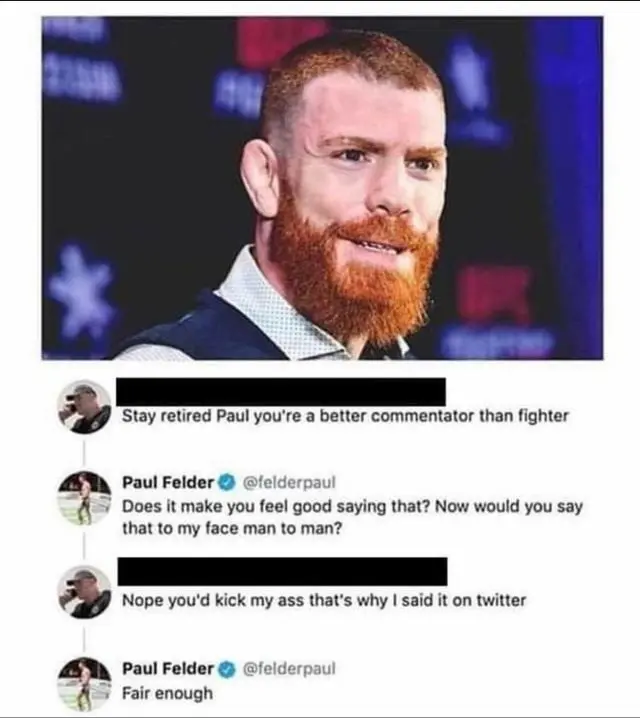 Stay retired Paul you're a better commentator than fighter
Paul Felder @felderpaul
Does it make you feel good saying that? Now would you say
that to my face man to man?
Nope you'd kick my ass that's why I said it on twitter
Paul Felder @felderpaul
Fair enough